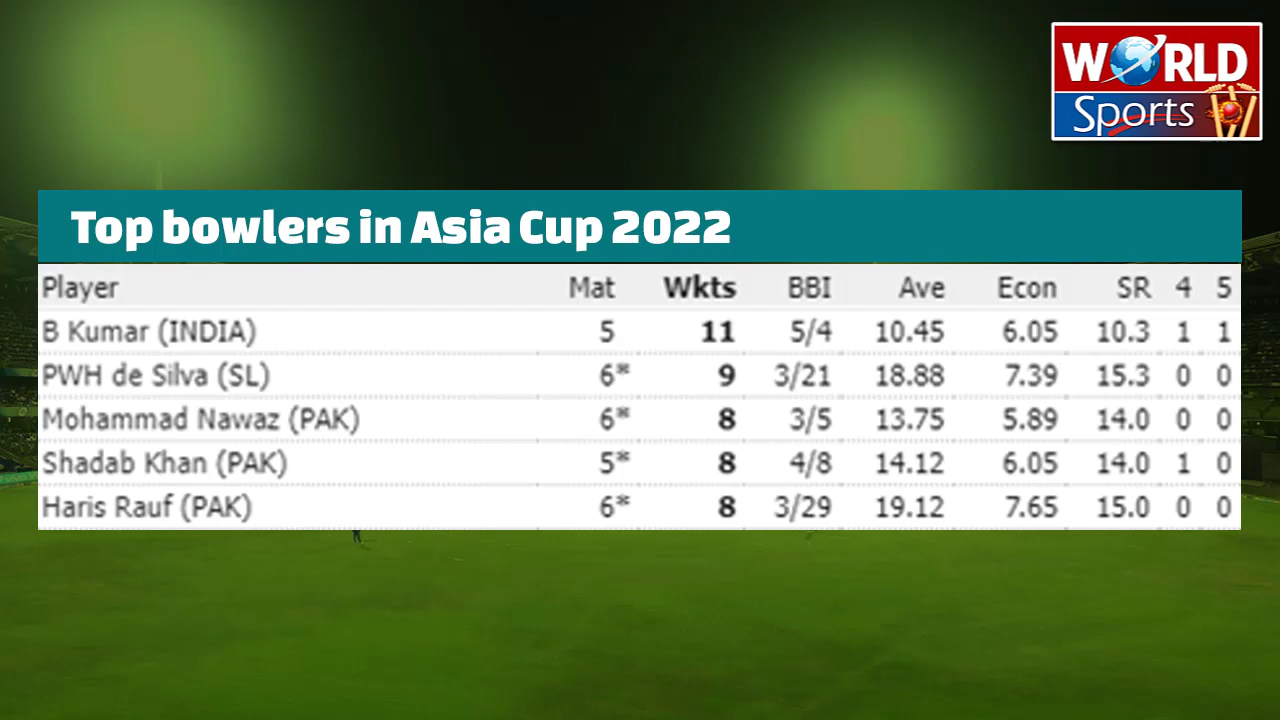 WORLD
Sports
Top bowlers in Asia Cup 2022
Player Mat Wkts BBI Ave Econ SR 4 5
B Kumar (INDIA) 5 11 5/4 10.45 6.05 10.3 1 1
PWH de Silva (SL) 6* 9 3/21 18.88 7.39 15.3 0 0
Mohammad Nawaz (PAK) 6* 8 3/5 13.75 5.89 14.0 0 0
Shadab Khan (PAK) 5* 8 4/8 14.12 6.05 14.0 1 0
Haris Rauf (PAK) 6* 8 3/29 19.12 7.65 15.0 0 0